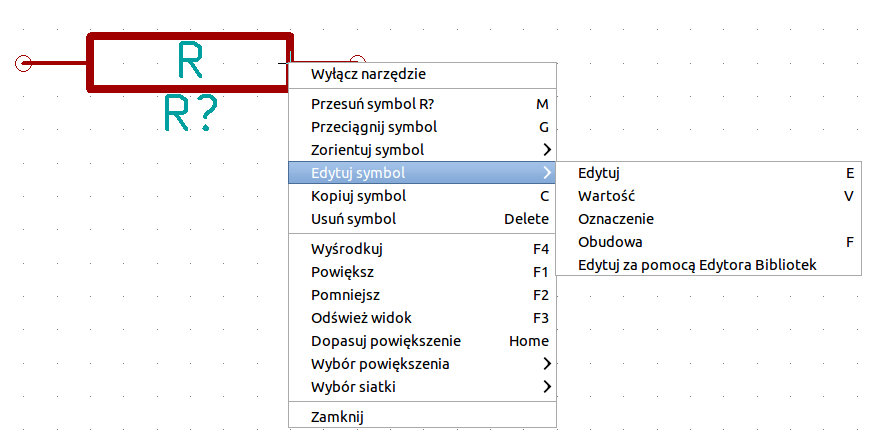 R
R?
Wyłącz narzędzie
Przesuń symbol R? M
Przeciągnij symbol G
Zorientuj symbol
Edytuj symbol
Kopiuj symbol C
Usuń symbol Delete
Wyśrodkuj F4
Powiększ F1
Pomniejsz F2
Odśwież widok F3
Dopasuj powiększenie Home
Wybór powiększenia
Wybór siatki
Zamknij
Edytuj E
Wartość V
Oznaczenie
Obudowa F
Edytuj za pomocą Edytora Bibliotek